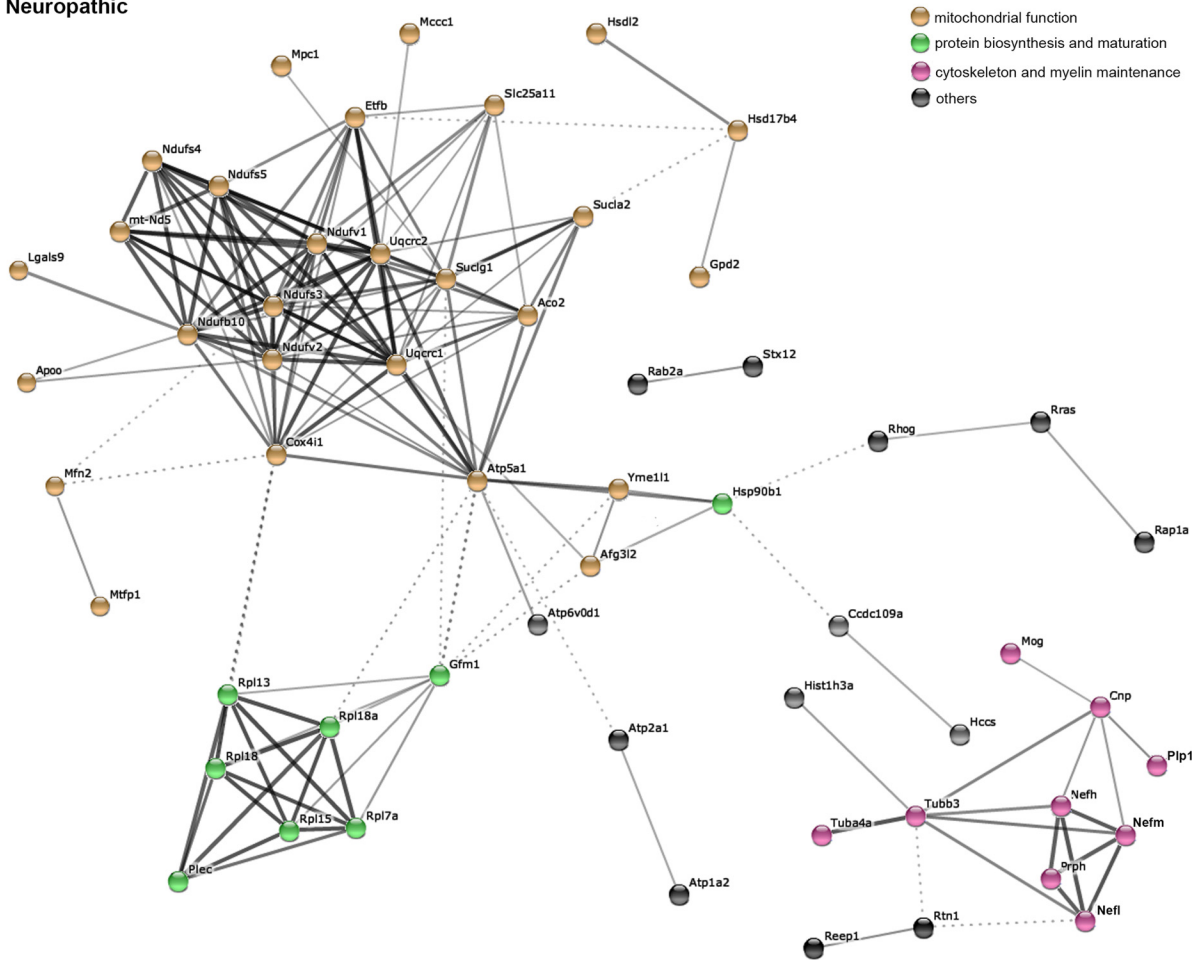 Neuropathic
mitochondrial function
protein biosynthesis and maturation
cytoskeleton and myelin maintenance
others
Mccc1
Hsdl2
Mpc1
Slc25a11
Etfb
Hsd17b4
Ndufs4
Ndufs5
Sucla2
mt-Nd5
Ndufv1
Uqcrc2
Lgals9
Suclg1
Gpd2
Ndufs3
Aco2
Ndufb10
Ndufv2
Uqcrc1
Stx12
Apoo
Rab2a
Rras
Rhog
Cox4i1
Atp5a1
Mfn2
Yme1l1
Hsp90b1
Rap1a
Afg3l2
Mtfp1
Atp6v0d1
Ccdc109a
Mog
Gfm1
Rpl13
Hist1h3a
Cnp
Rpl18a
Hccs
Atp2a1
Rpl18
Plp1
Nefh
Tubb3
Rpl15
Rpl7a
Tuba4a
Nefm
Prph
Plec
Atp1a2
Nefl
Rtn1
Reep1